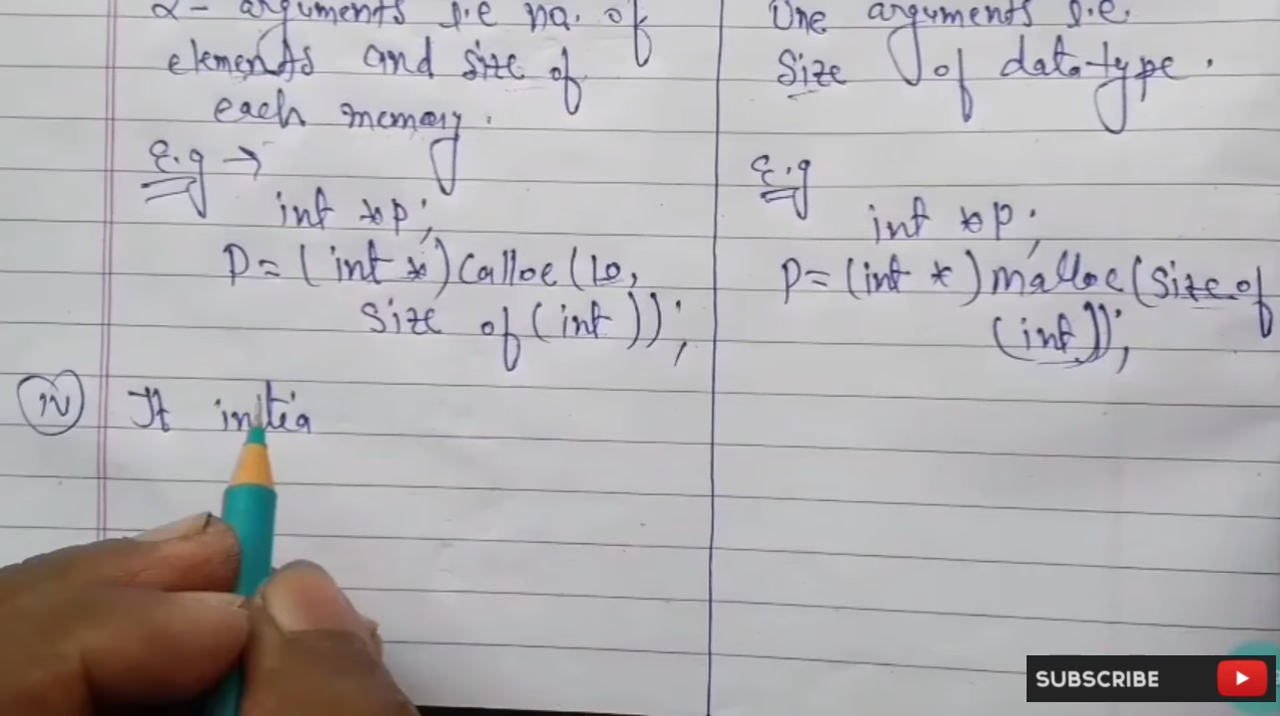 2- arguments i.e no. of
elements and size of
each memory.
E.g →
int *p;
P=(int *)Calloc(10,
Size of (int));
One arguments i.e.
Size of data type.
E.g
int *p;
P=(int *)malloc(Size of
(int));
IV It initia
SUBSCRIBE